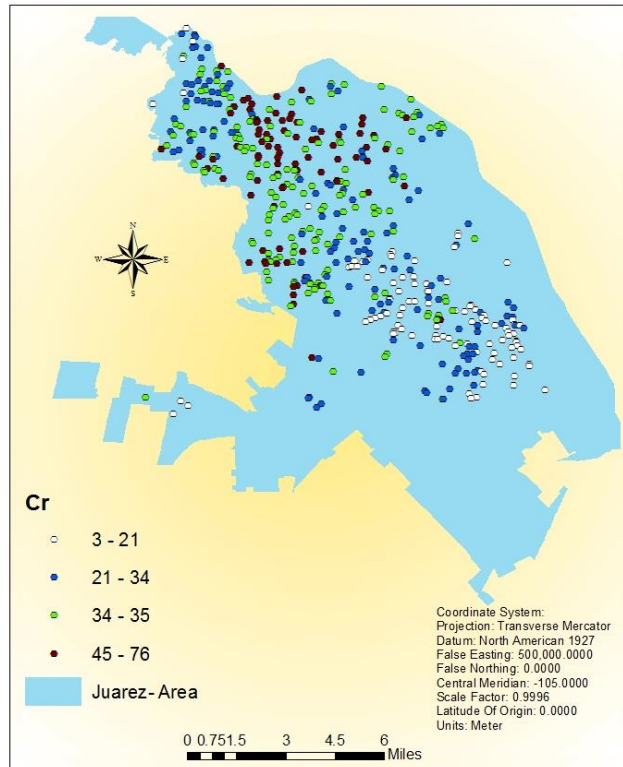 N
W E
S
Cr
3 - 21
21 - 34
34 - 35
45 - 76
Juarez- Area
Coordinate System:
Projection: Transverse Mercator
Datum: North American 1927
False Easting: 500,000.0000
False Northing: 0.0000
Central Meridian: -105.0000
Scale Factor: 0.9996
Latitude Of Origin: 0.0000
Units: Meter
0 0.751.5 3 4.5 6
Miles